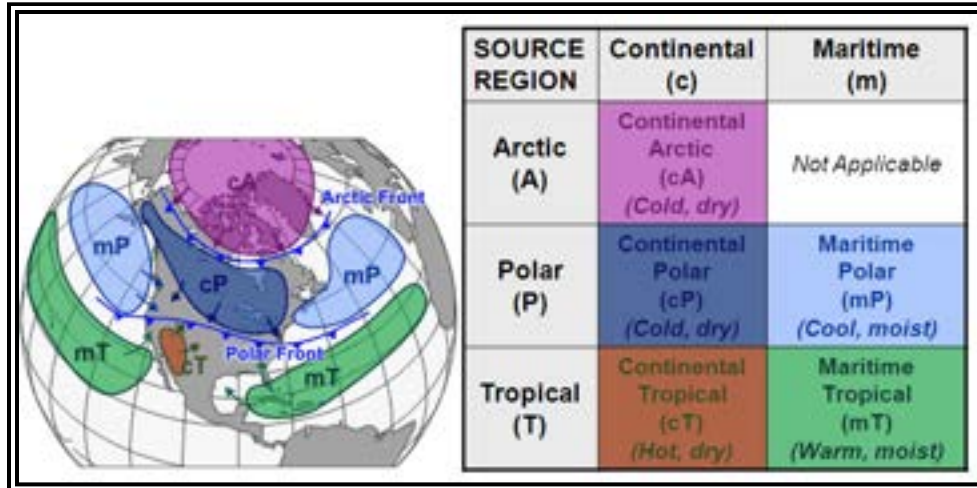 cA
Arctic Front
mP
cP
mP
mT
cT
Polar Front
mT
SOURCE REGION
Continental (c)
Maritime (m)
Arctic (A)
Continental Arctic (cA) (Cold, dry)
Not Applicable
Polar (P)
Continental Polar (cP) (Cold, dry)
Maritime Polar (mP) (Cool, moist)
Tropical (T)
Continental Tropical (cT) (Hot, dry)
Maritime Tropical (mT) (Warm, moist)